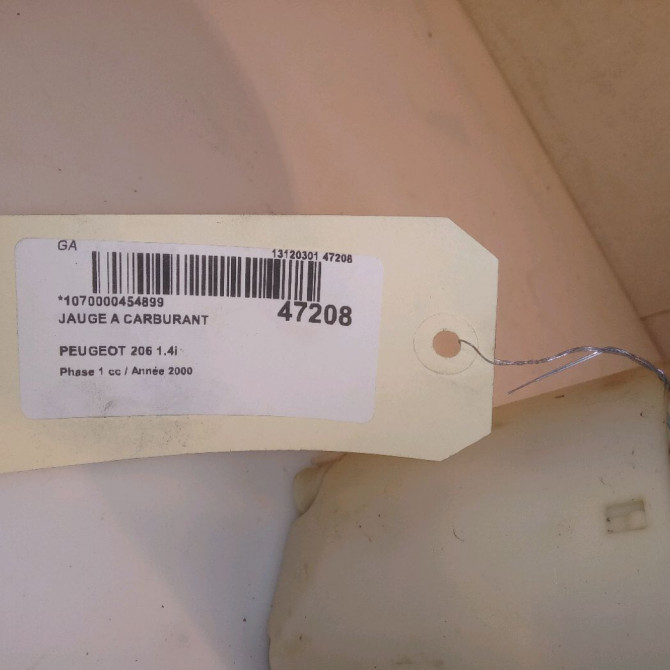 GA
13120301 47208
*1070000454899
47208
JAUGE A CARBURANT
PEUGEOT 206 1.4i
Phase 1 cc / Année 2000